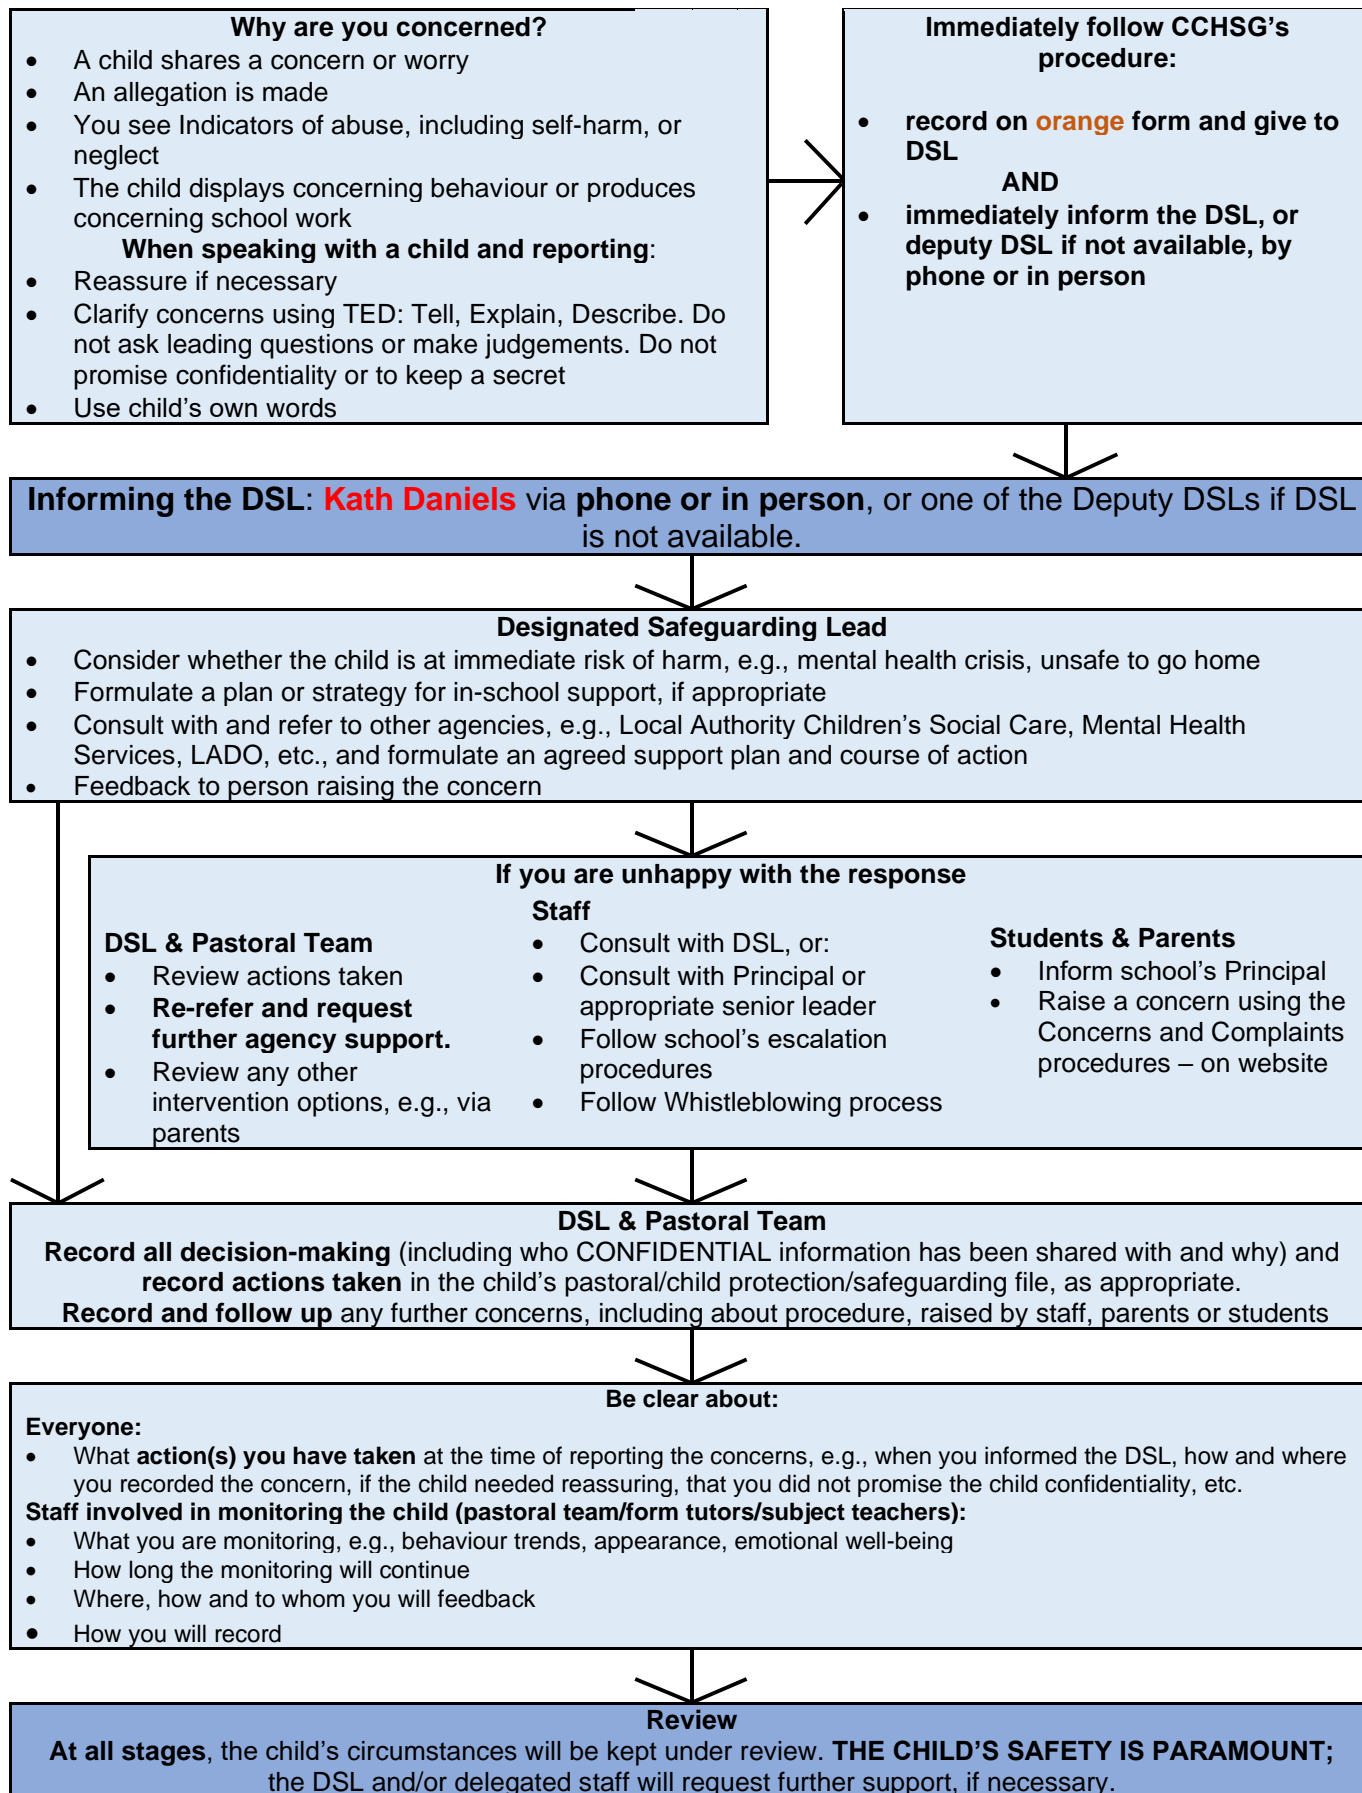 Why are you concerned?
• A child shares a concern or worry
• An allegation is made
• You see Indicators of abuse, including self-harm, or
neglect
• The child displays concerning behaviour or produces
concerning school work
When speaking with a child and reporting:
• Reassure if necessary
• Clarify concerns using TED: Tell, Explain, Describe. Do
not ask leading questions or make judgements. Do not
promise confidentiality or to keep a secret
• Use child's own words
Immediately follow CCHSG's
procedure:
• record on orange form and give to
DSL
AND
• immediately inform the DSL, or
deputy DSL if not available, by
phone or in person
Informing the DSL: Kath Daniels via phone or in person, or one of the Deputy DSLs if DSL
is not available.
Designated Safeguarding Lead
• Consider whether the child is at immediate risk of harm, e.g., mental health crisis, unsafe to go home
• Formulate a plan or strategy for in-school support, if appropriate
• Consult with and refer to other agencies, e.g., Local Authority Children's Social Care, Mental Health
Services, LADO, etc., and formulate an agreed support plan and course of action
• Feedback to person raising the concern
If you are unhappy with the response
DSL & Pastoral Team
• Review actions taken
• Re-refer and request
further agency support.
• Review any other
intervention options, e.g., via
parents
Staff
• Consult with DSL, or:
• Consult with Principal or
appropriate senior leader
• Follow school's escalation
procedures
• Follow Whistleblowing process
Students & Parents
• Inform school's Principal
• Raise a concern using the
Concerns and Complaints
procedures – on website
DSL & Pastoral Team
Record all decision-making (including who CONFIDENTIAL information has been shared with and why) and
record actions taken in the child's pastoral/child protection/safeguarding file, as appropriate.
Record and follow up any further concerns, including about procedure, raised by staff, parents or students
Be clear about:
Everyone:
• What action(s) you have taken at the time of reporting the concerns, e.g., when you informed the DSL, how and where
you recorded the concern, if the child needed reassuring, that you did not promise the child confidentiality, etc.
Staff involved in monitoring the child (pastoral team/form tutors/subject teachers):
• What you are monitoring, e.g., behaviour trends, appearance, emotional well-being
• How long the monitoring will continue
• Where, how and to whom you will feedback
• How you will record
Review
At all stages, the child's circumstances will be kept under review. THE CHILD'S SAFETY IS PARAMOUNT;
the DSL and/or delegated staff will request further support, if necessary.